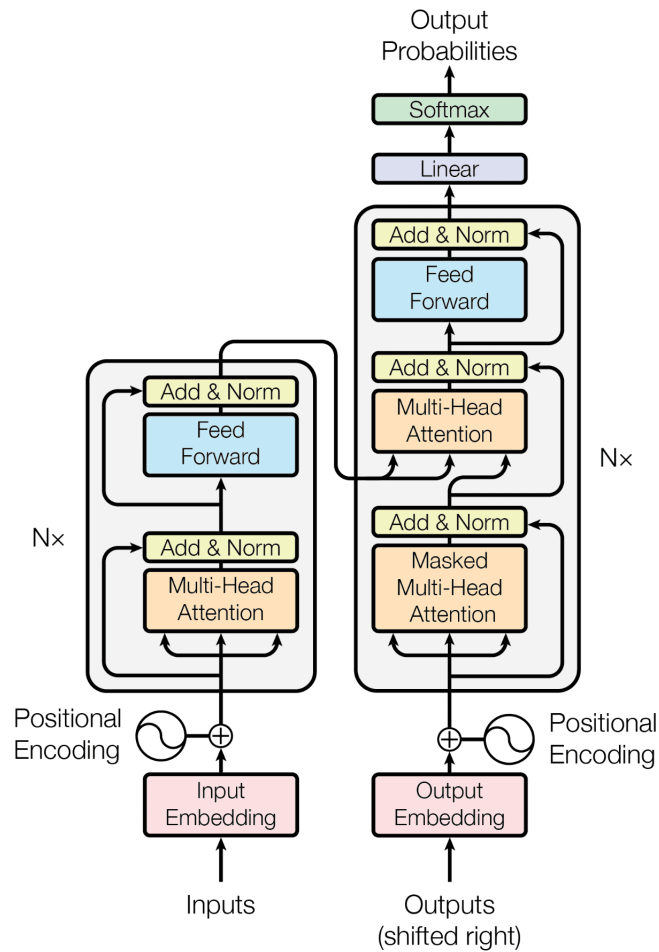 Output
Probabilities
Softmax
Linear
Add & Norm
Feed
Forward
Add & Norm
Multi-Head
Attention
Add & Norm
Masked
Multi-Head
Attention
N×
Add & Norm
Feed
Forward
Add & Norm
Multi-Head
Attention
N×
Positional
Encoding
Positional
Encoding
Input
Embedding
Output
Embedding
Inputs
Outputs
(shifted right)